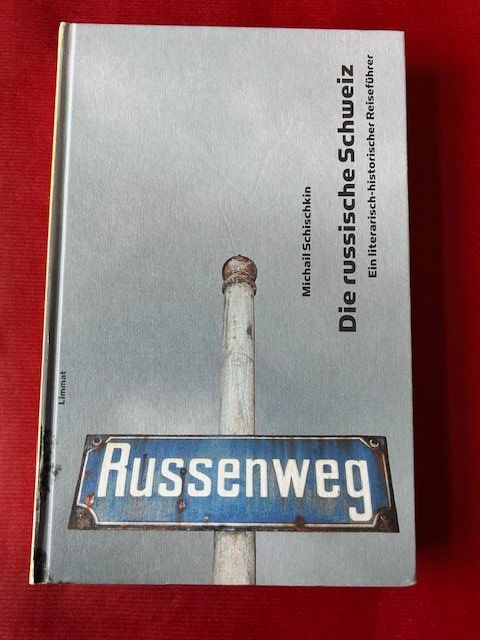 Michail Schischkin
Die russische Schweiz
Ein literarisch-historischer Reiseführer
Limmat
Russenweg